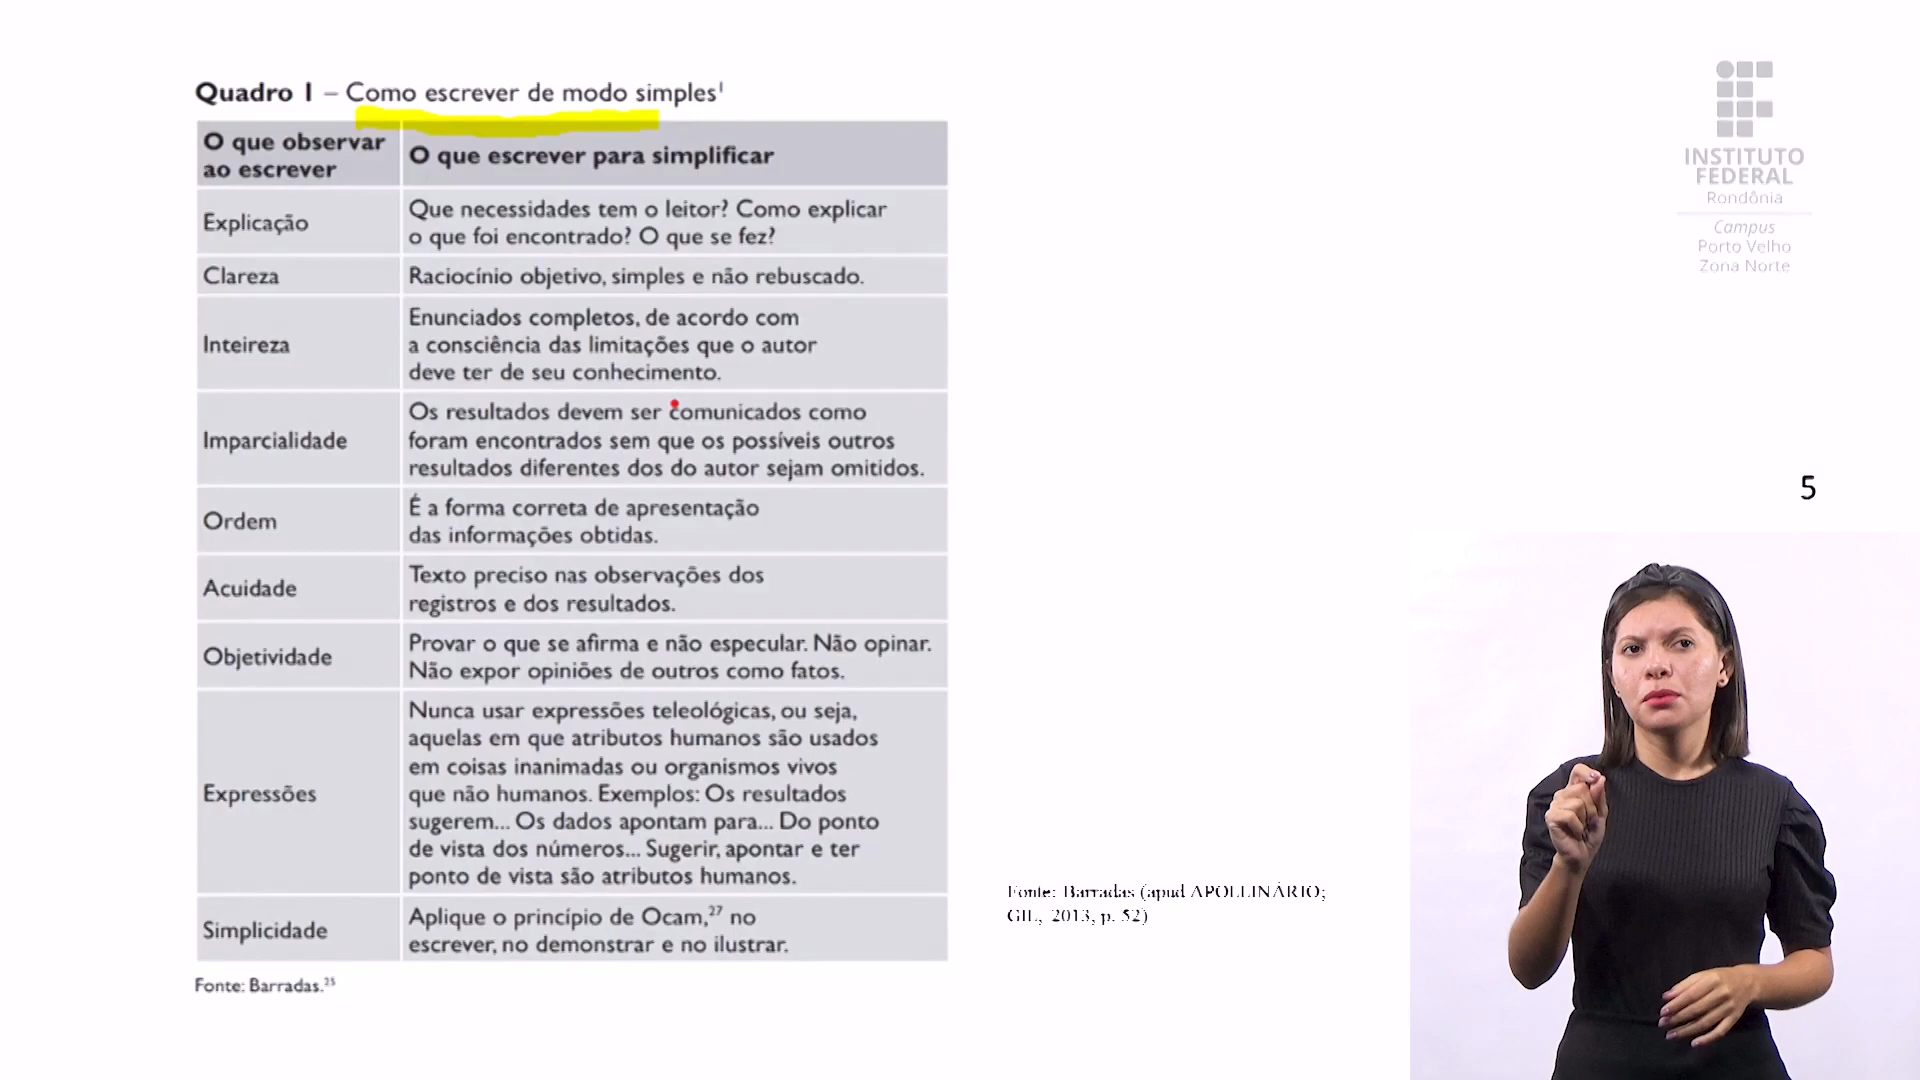 Quadro 1 – Como escrever de modo simples¹
O que observar
ao escrever
O que escrever para simplificar
Explicação
Que necessidades tem o leitor? Como explicar
o que foi encontrado? O que se fez?
Clareza
Raciocínio objetivo, simples e não rebuscado.
Inteireza
Enunciados completos, de acordo com
a consciência das limitações que o autor
deve ter de seu conhecimento.
Imparcialidade
Os resultados devem ser comunicados como
foram encontrados sem que os possíveis outros
resultados diferentes dos do autor sejam omitidos.
Ordem
É a forma correta de apresentação
das informações obtidas.
Acuidade
Texto preciso nas observações dos
registros e dos resultados.
Objetividade
Provar o que se afirma e não especular. Não opinar.
Não expor opiniões de outros como fatos.
Expressões
Nunca usar expressões teleológicas, ou seja,
aquelas em que atributos humanos são usados
em coisas inanimadas ou organismos vivos
que não humanos. Exemplos: Os resultados
sugerem... Os dados apontam para... Do ponto
de vista dos números... Sugerir, apontar e ter
ponto de vista são atributos humanos.
Simplicidade
Aplique o princípio de Ocam,²⁷ no
escrever, no demonstrar e no ilustrar.
Fonte: Barradas.²⁵
Fonte: Barradas (apud APOLLINÁRIO;
GIL, 2013, p. 52)
INSTITUTO
FEDERAL
Rondônia
Campus
Porto Velho
Zona Norte
5